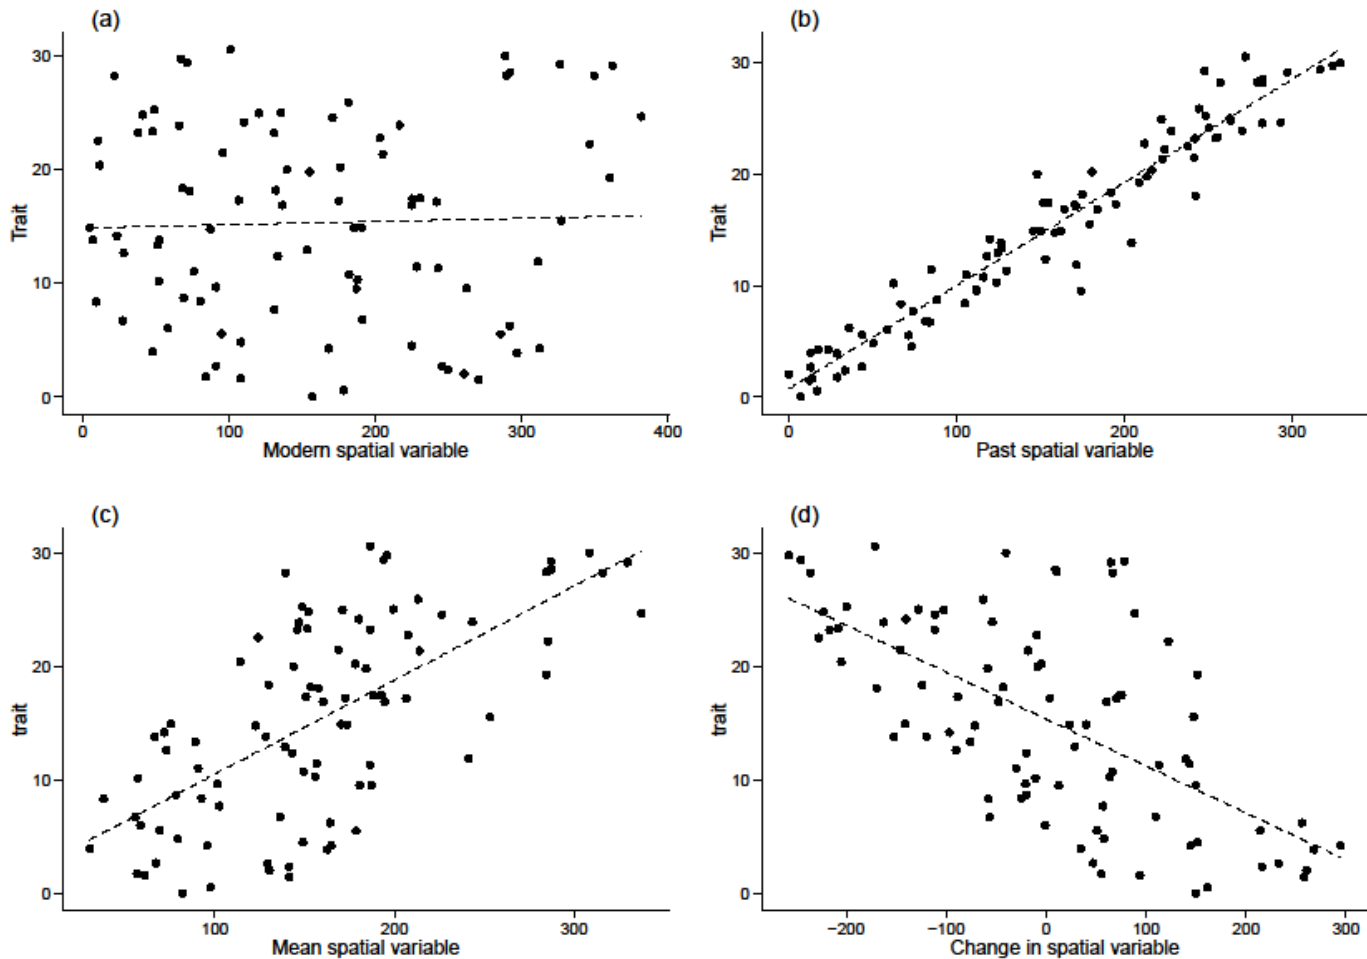 (a)
30
20
10
0
Trait
0 100 200 300 400
Modern spatial variable
(b)
30
20
10
0
Trait
0 100 200 300
Past spatial variable
(c)
30
20
10
0
trait
100 200 300
Mean spatial variable
(d)
30
20
10
0
trait
−200 −100 0 100 200 300
Change in spatial variable